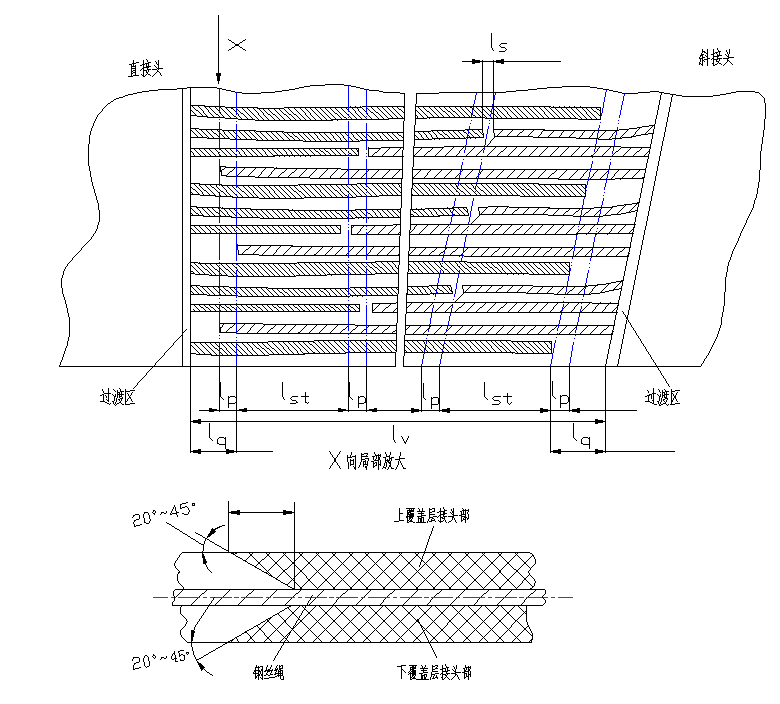 X
ls
直接头
斜接头
过渡区
过渡区
lp
lst
lp
lp
lst
lp
lq
lv
lq
X向局部放大
20°~45°
上覆盖层接头部
20°~45°
钢丝绳
下覆盖层接头部